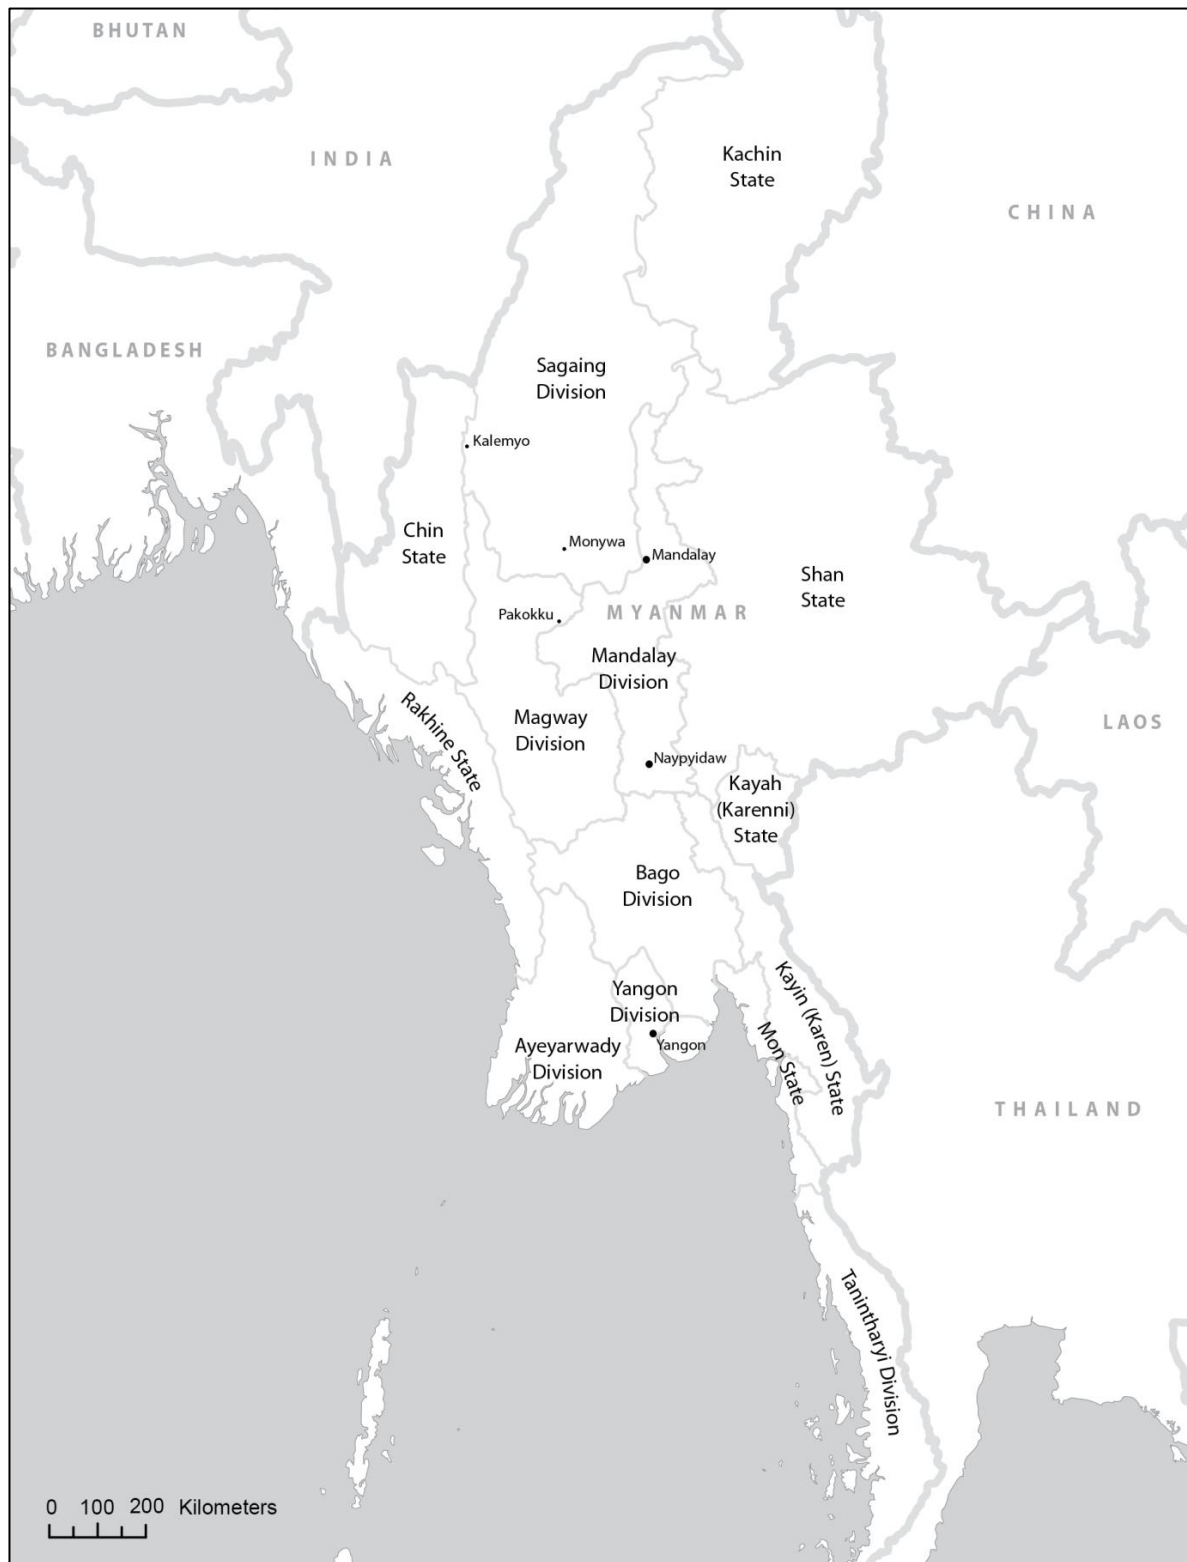 BHUTAN
INDIA
Kachin
State
CHINA
BANGLADESH
Sagaing
Division
Kalemyo
Chin
State
Monywa
Mandalay
Shan
State
Pakokku
MYANMAR
Mandalay
Division
Rakhine State
Magway
Division
LAOS
Naypyidaw
Kayah
(Karenni)
State
Bago
Division
Kayin (Karen) State
Yangon
Division
Mon State
Yangon
Ayeyarwady
Division
THAILAND
Tanintharyi Division
0 100 200 Kilometers